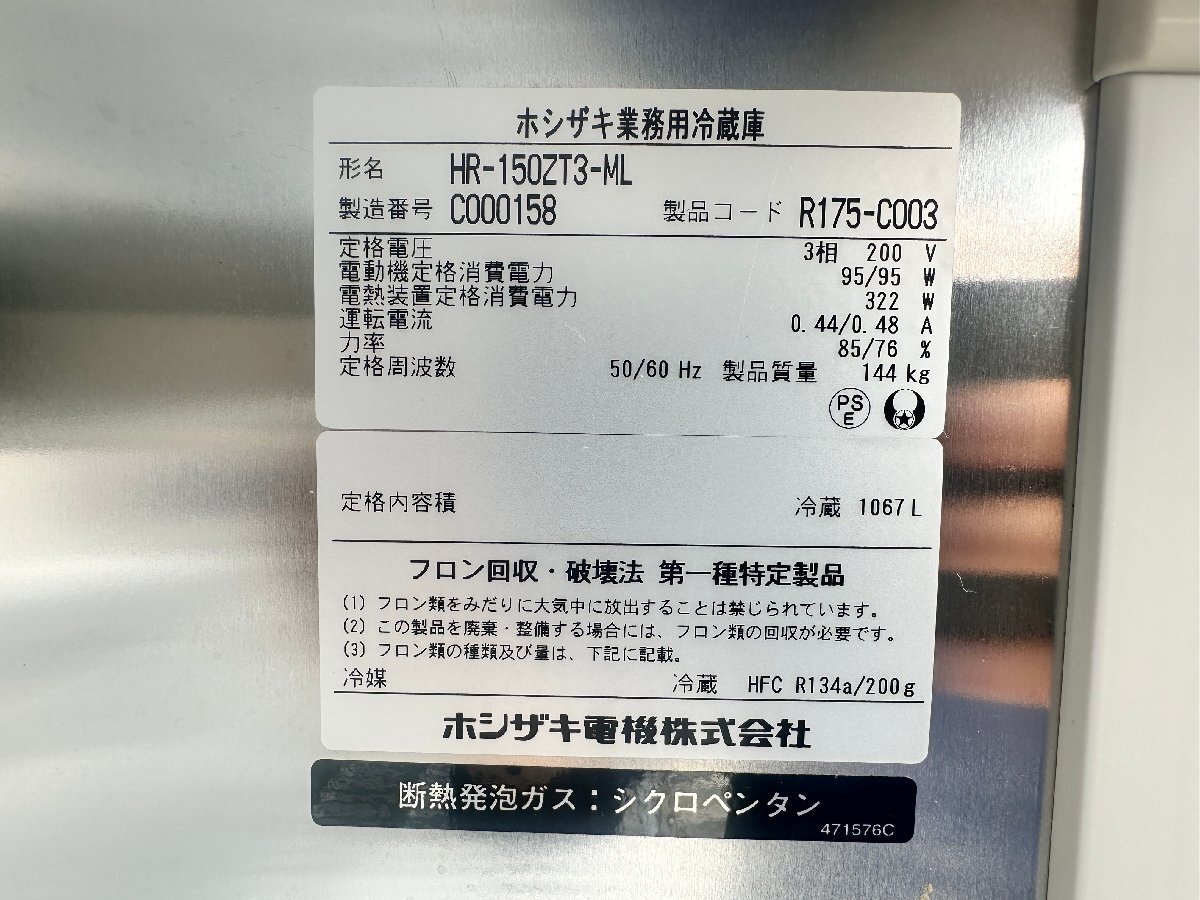 ホシザキ業務用冷蔵庫
形名 HR-150ZT3-ML
製造番号 C000158 製品コード R175-C003
定格電圧 3相 200 V
電動機定格消費電力 95/95 W
電熱装置定格消費電力 322 W
運転電流 0.44/0.48 A
力率 85/76 %
定格周波数 50/60 Hz 製品質量 144 kg
PS
E
定格内容積 冷蔵 1067 L
フロン回収・破壊法 第一種特定製品
(1) フロン類をみだりに大気中に放出することは禁じられています。
(2) この製品を廃棄・整備する場合には、フロン類の回収が必要です。
(3) フロン類の種類及び量は、下記に記載。
冷媒 冷蔵 HFC R134a/200g
ホシザキ電機株式会社
断熱発泡ガス：シクロペンタン
471576C